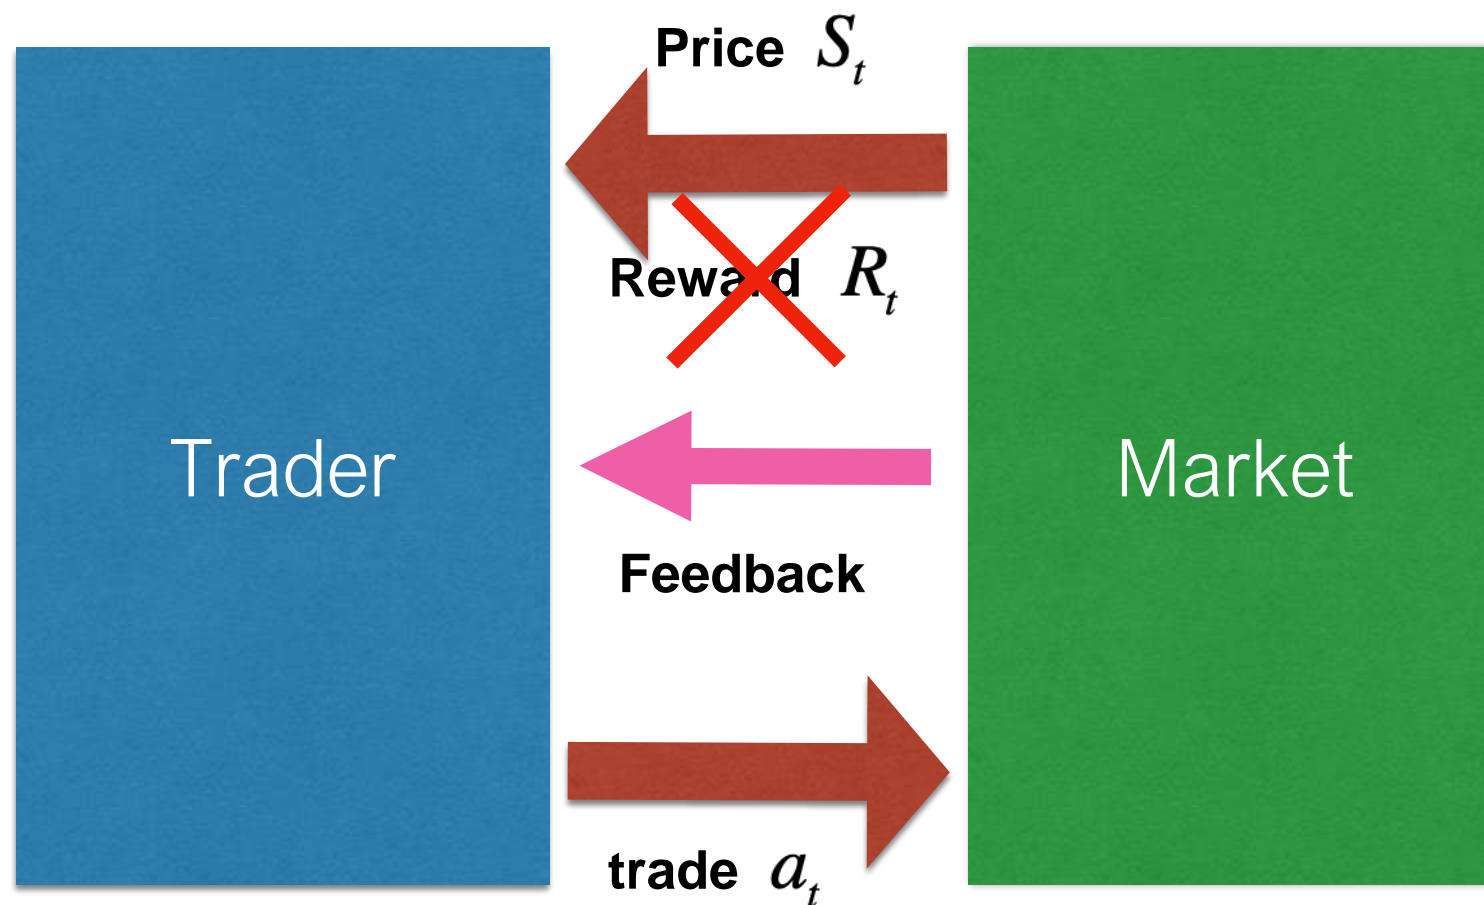 Price S_t
Reward R_t
Trader
Market
Feedback
trade a_t